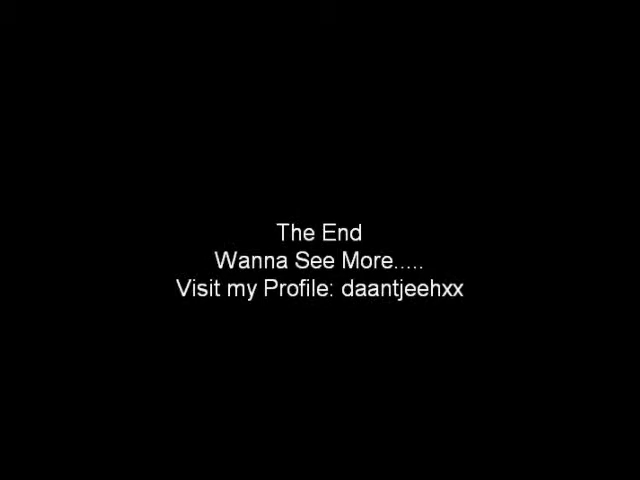 The End
Wanna See More.....
Visit my Profile: daantjeehxx